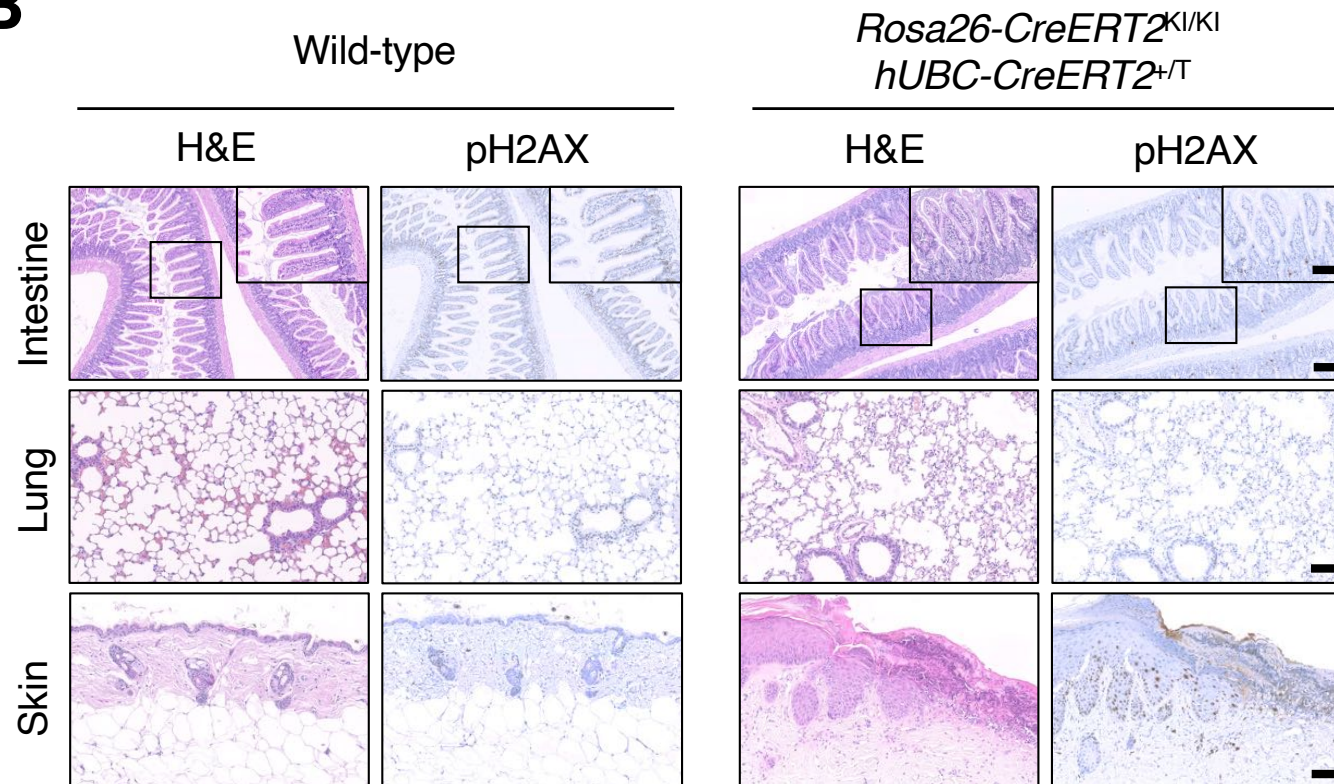 B
Wild-type
Rosa26-CreERT2KI/KI
hUBC-CreERT2+/T
H&E
pH2AX
H&E
pH2AX
Intestine
Lung
Skin